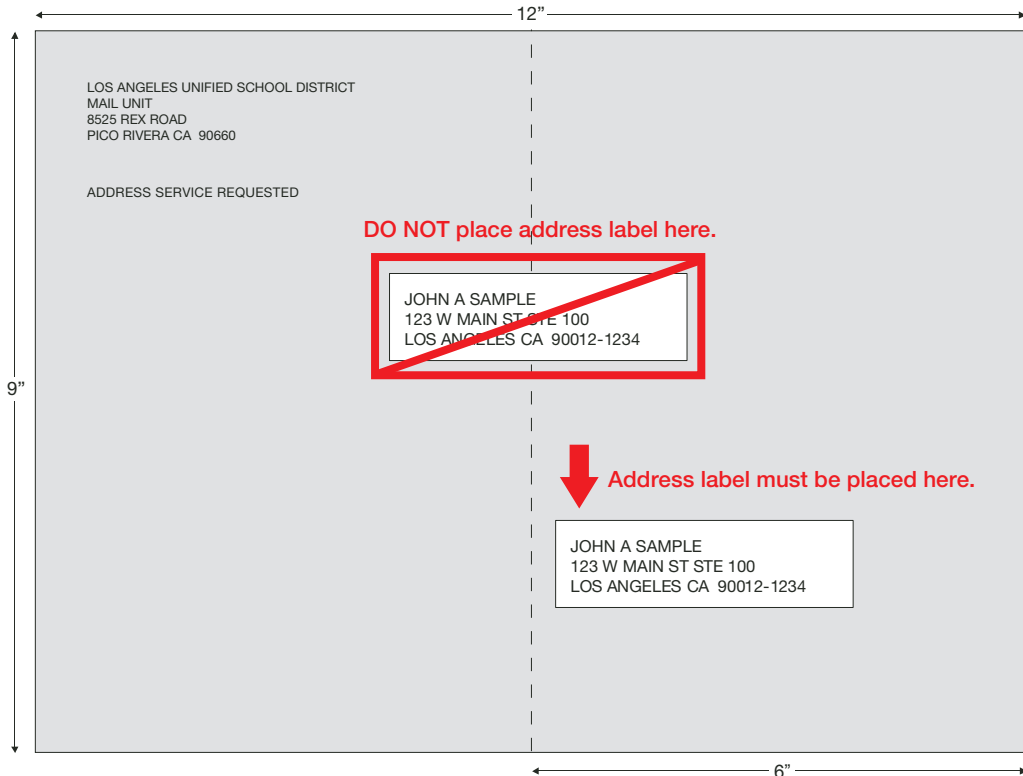 12”
LOS ANGELES UNIFIED SCHOOL DISTRICT
MAIL UNIT
8525 REX ROAD
PICO RIVERA CA  90660
ADDRESS SERVICE REQUESTED
DO NOT place address label here.
JOHN A SAMPLE
123 W MAIN ST STE 100
LOS ANGELES CA  90012-1234
9”
Address label must be placed here.
JOHN A SAMPLE
123 W MAIN ST STE 100
LOS ANGELES CA  90012-1234
6”